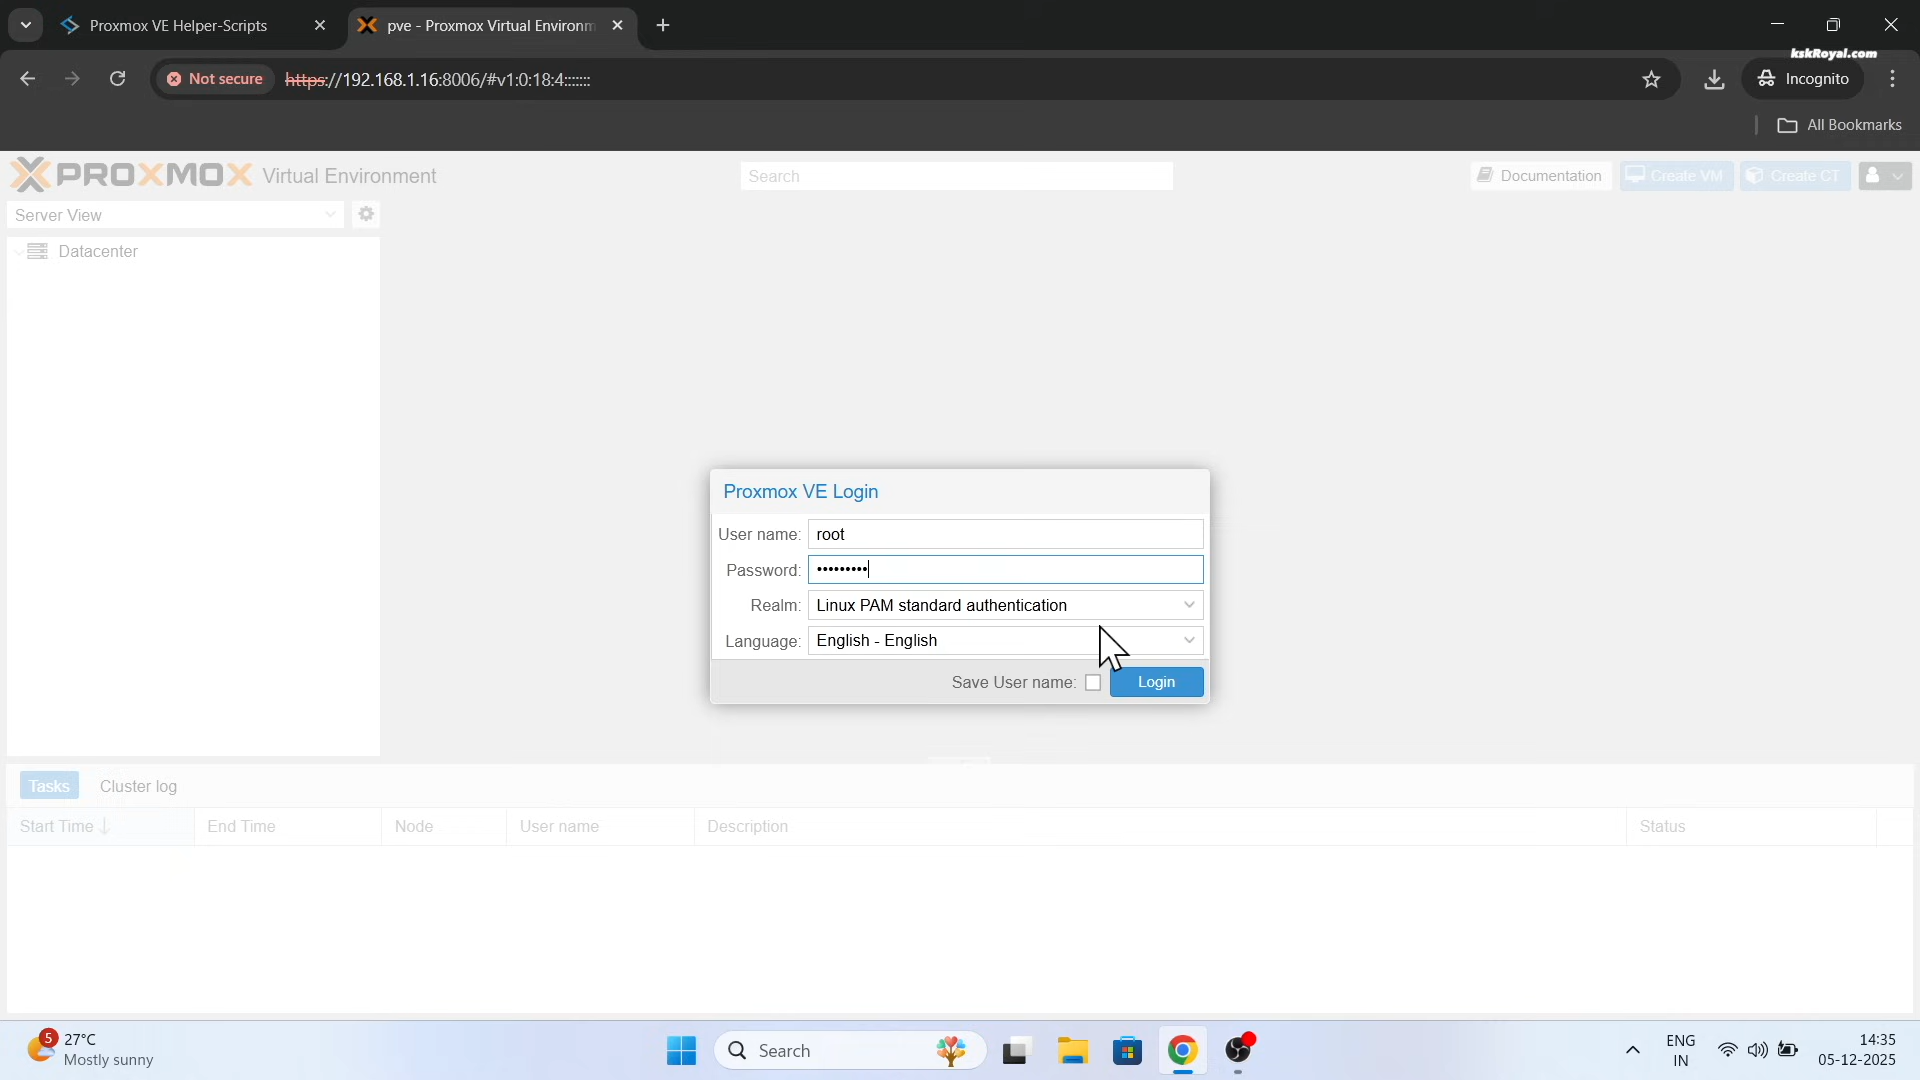 Proxmox VE Helper-Scripts
pve - Proxmox Virtual Environm
kskRoyal.com
Not secure
https://192.168.1.16:8006/#v1:0:18:4:::::::
Incognito
All Bookmarks
PROXMOX Virtual Environment
Search
Documentation
Create VM
Create CT
Server View
Datacenter
Proxmox VE Login
User name: root
Password: •••••••••
Realm: Linux PAM standard authentication
Language: English - English
Save User name:
Login
Tasks
Cluster log
Start Time
End Time
Node
User name
Description
Status
5
27°C
Mostly sunny
Search
ENG
IN
14:35
05-12-2025